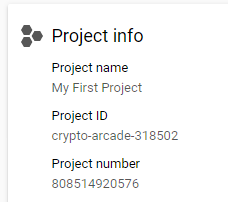 Project info
Project name
My First Project
Project ID
crypto-arcade-318502
Project number
808514920576